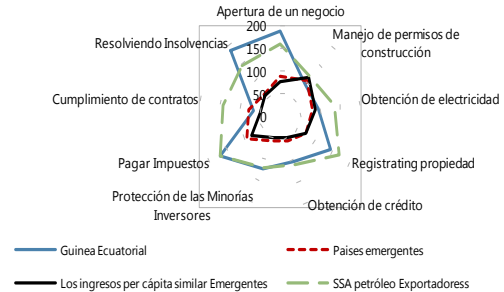 Apertura de un negocio
200
150
100
50
0
Manejo de permisos de
construcción
Obtención de electricidad
Registrating propiedad
Obtención de crédito
Protección de las Minorías
Inversores
Pagar Impuestos
Cumplimiento de contratos
Resolviendo Insolvencias
Guinea Ecuatorial
Paises emergentes
Los ingresos per cápita similar Emergentes
SSA petróleo Exportadoress